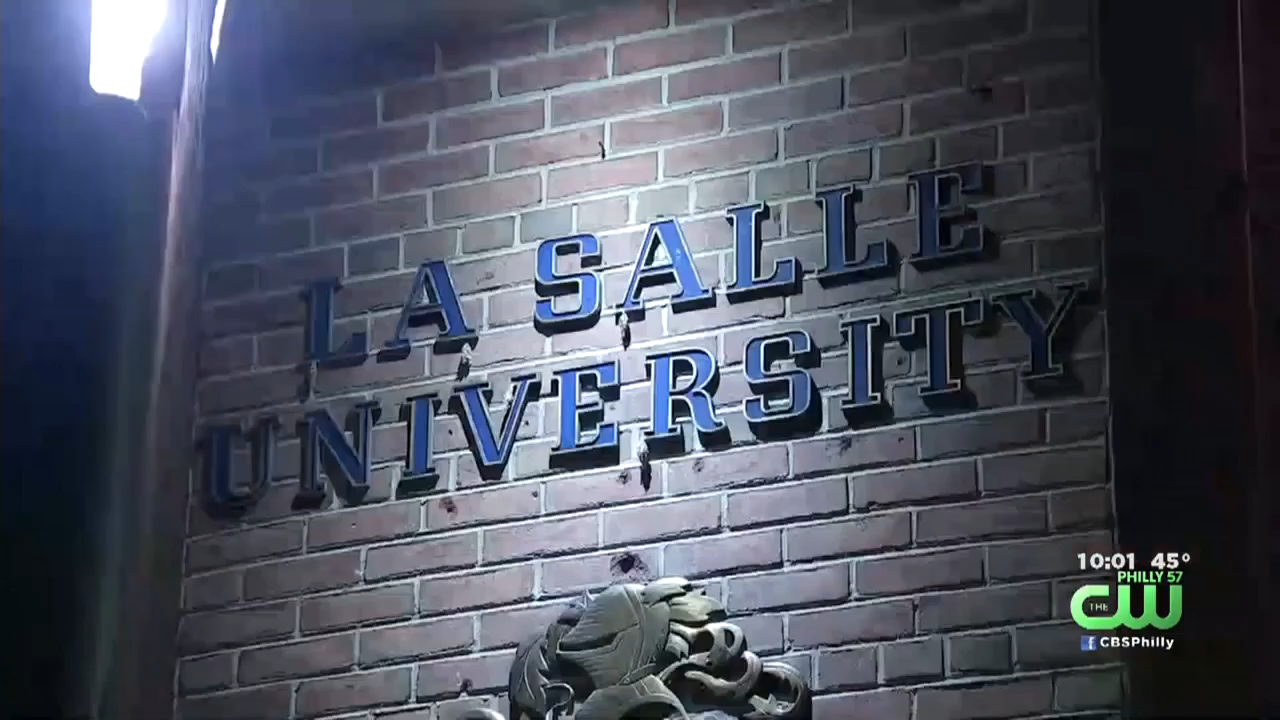 LA SALLE
UNIVERSITY
10:01 45°
PHILLY 57
THE CW
f CBSPhilly